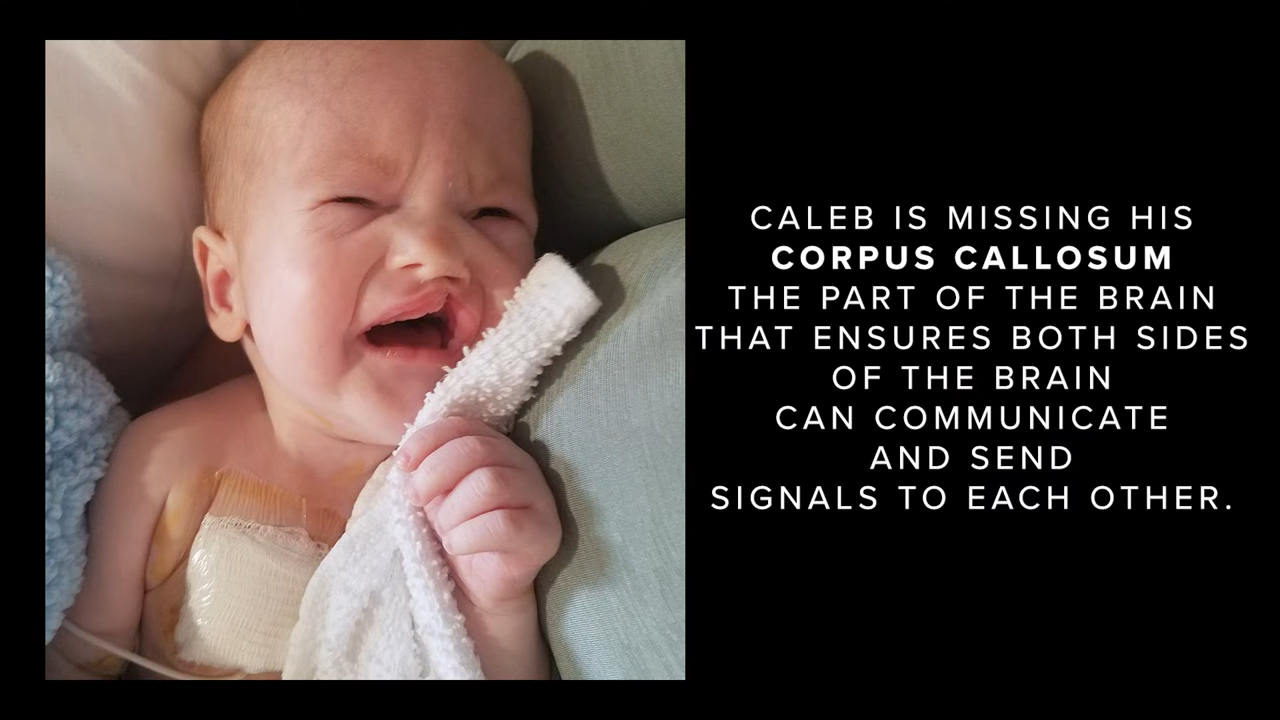 CALEB IS MISSING HIS
CORPUS CALLOSUM
THE PART OF THE BRAIN
THAT ENSURES BOTH SIDES
OF THE BRAIN
CAN COMMUNICATE
AND SEND
SIGNALS TO EACH OTHER.